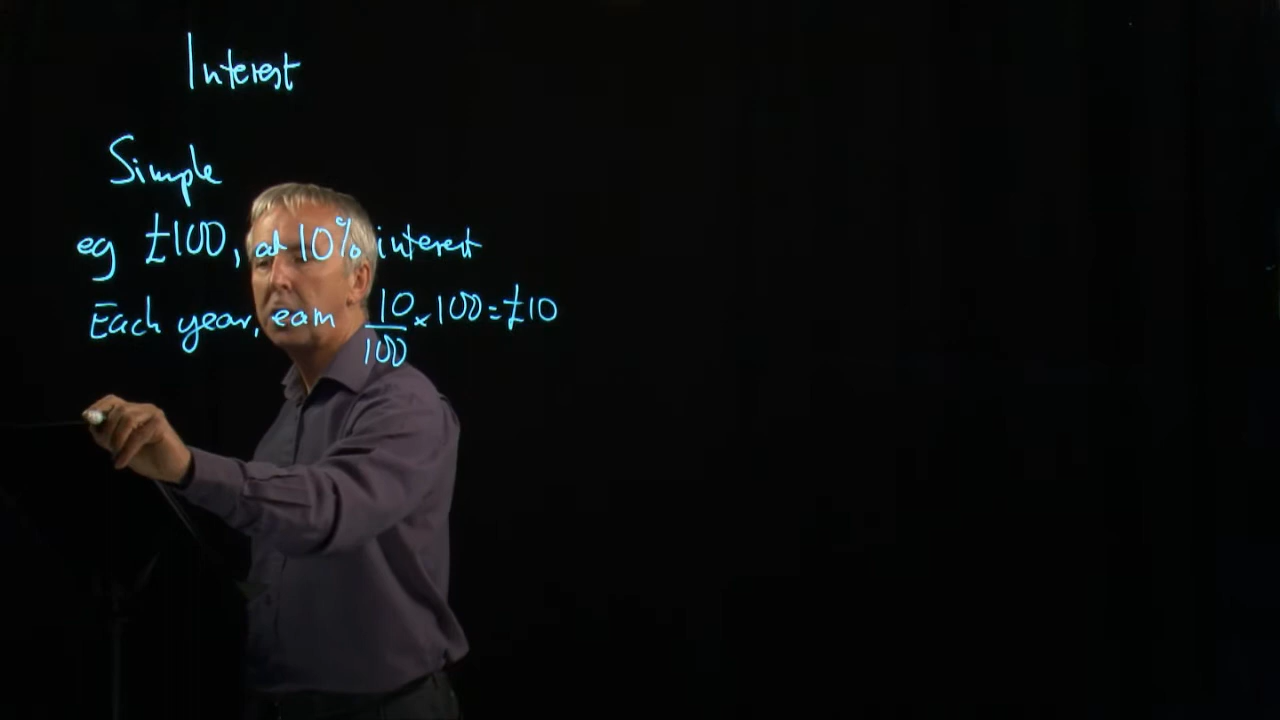 Interest
Simple
eg £100, at 10% interest
Each year, earn 10/100 × 100 = £10